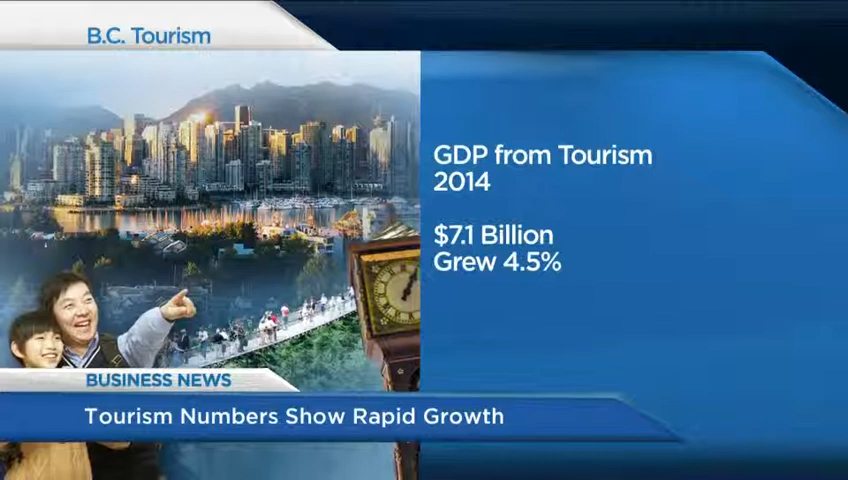 B.C. Tourism
GDP from Tourism
2014
$7.1 Billion
Grew 4.5%
BUSINESS NEWS
Tourism Numbers Show Rapid Growth